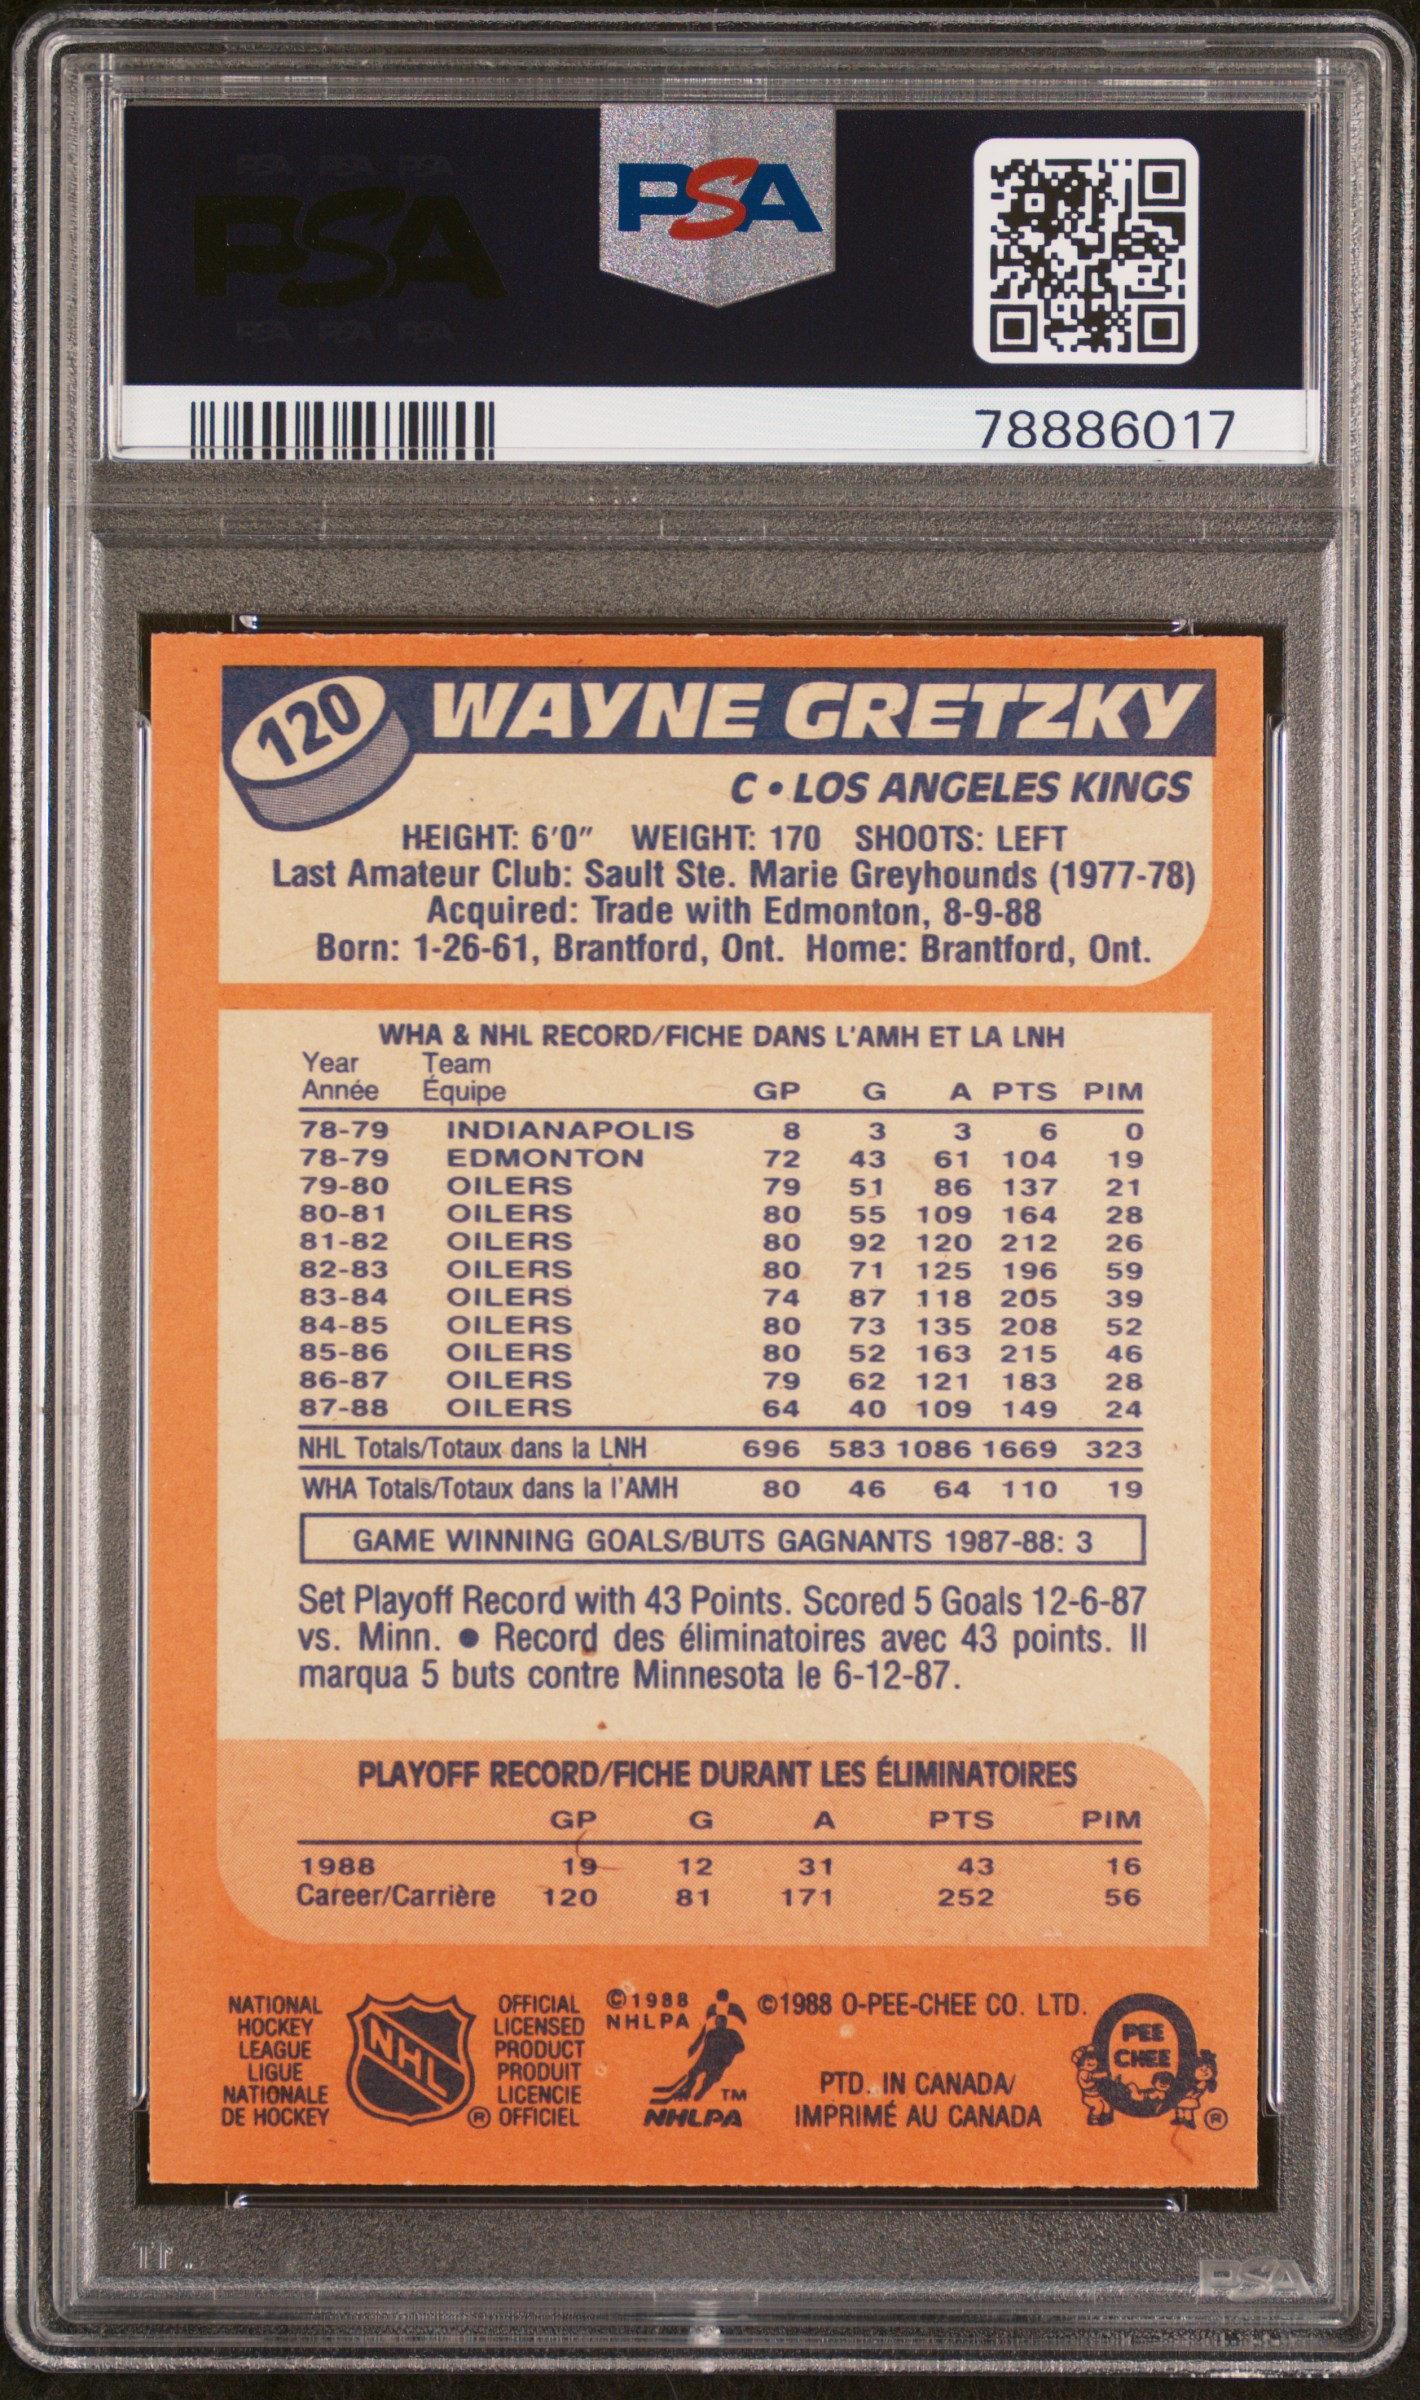 PSA PSA PSA
PSA
PSA PSA PSA
PSA
78886017
120
WAYNE GRETZKY
C • LOS ANGELES KINGS
HEIGHT: 6'0" WEIGHT: 170 SHOOTS: LEFT
Last Amateur Club: Sault Ste. Marie Greyhounds (1977-78)
Acquired: Trade with Edmonton, 8-9-88
Born: 1-26-61, Brantford, Ont. Home: Brantford, Ont.
WHA & NHL RECORD/FICHE DANS L'AMH ET LA LNH
Year Team
Année Équipe GP G A PTS PIM
78-79 INDIANAPOLIS 8 3 3 6 0
78-79 EDMONTON 72 43 61 104 19
79-80 OILERS 79 51 86 137 21
80-81 OILERS 80 55 109 164 28
81-82 OILERS 80 92 120 212 26
82-83 OILERS 80 71 125 196 59
83-84 OILERS 74 87 118 205 39
84-85 OILERS 80 73 135 208 52
85-86 OILERS 80 52 163 215 46
86-87 OILERS 79 62 121 183 28
87-88 OILERS 64 40 109 149 24
NHL Totals/Totaux dans la LNH 696 583 1086 1669 323
WHA Totals/Totaux dans la l'AMH 80 46 64 110 19
GAME WINNING GOALS/BUTS GAGNANTS 1987-88: 3
Set Playoff Record with 43 Points. Scored 5 Goals 12-6-87
vs. Minn. ● Record des éliminatoires avec 43 points. Il
marqua 5 buts contre Minnesota le 6-12-87.
PLAYOFF RECORD/FICHE DURANT LES ÉLIMINATOIRES
GP G A PTS PIM
1988 19 12 31 43 16
Career/Carrière 120 81 171 252 56
NATIONAL
HOCKEY
LEAGUE
LIGUE
NATIONALE
DE HOCKEY
NHL
®
OFFICIAL
LICENSED
PRODUCT
PRODUIT
LICENCIE
OFFICIEL
©1988
NHLPA
TM
NHLPA
©1988 O-PEE-CHEE CO. LTD.
PTD. IN CANADA/
IMPRIMÉ AU CANADA
PEE
CHEE
®
PSA